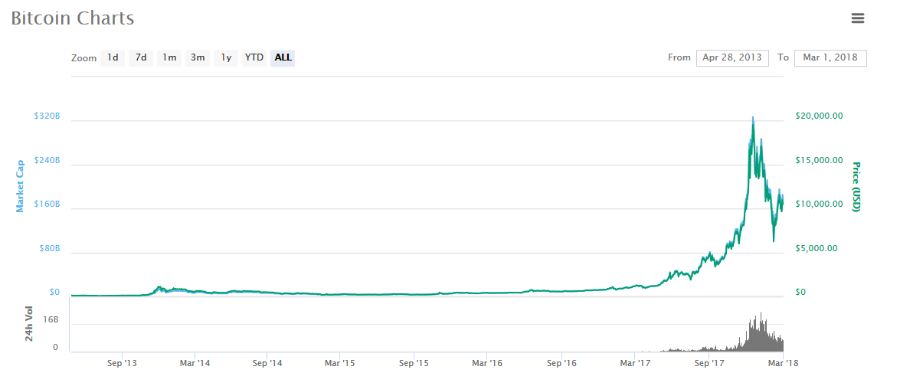 Bitcoin Charts
Zoom 1d 7d 1m 3m 1y YTD ALL
From Apr 28, 2013 To Mar 1, 2018
$320B
$240B
$160B
$80B
$0
Market Cap
$20,000.00
$15,000.00
$10,000.00
$5,000.00
$0
Price (USD)
24h Vol
16B
0
Sep '13 Mar '14 Sep '14 Mar '15 Sep '15 Mar '16 Sep '16 Mar '17 Sep '17 Mar '18